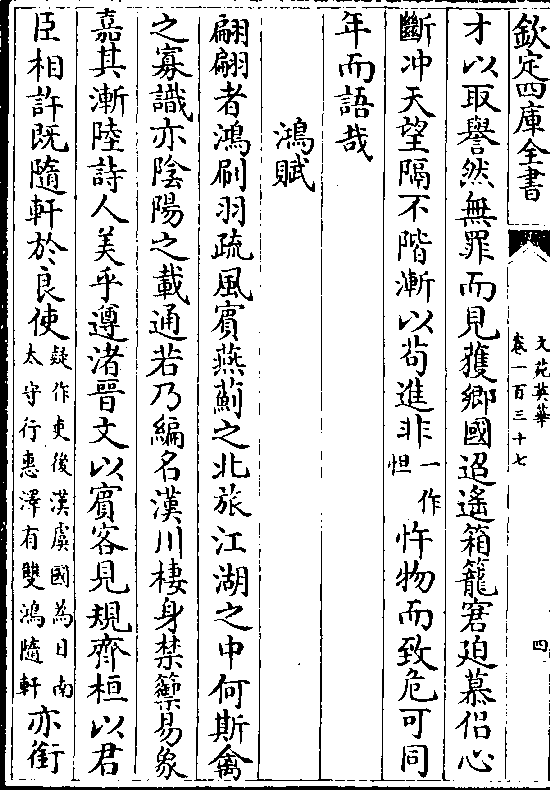 欽定四庫全書
文苑英華
卷一百三十七
四
才以取譽然無罪而見獲鄉國迢遙箱籠窘迫慕侣心
斷冲天望隔不階漸以苟進非一作怛忤物而致危可同
年而語哉
鴻賦
翩翩者鴻刷羽疏風賓燕薊之北旅江湖之中何斯禽
之寡識亦陰陽之載通若乃編名漢川棲身禁籞易象
嘉其漸陸詩人美乎遵渚晉文以賓客見規齊桓以君
臣相許既隨軒於良使疑作吏後漢虞國為日南太守行惠澤有雙鴻隨軒亦銜